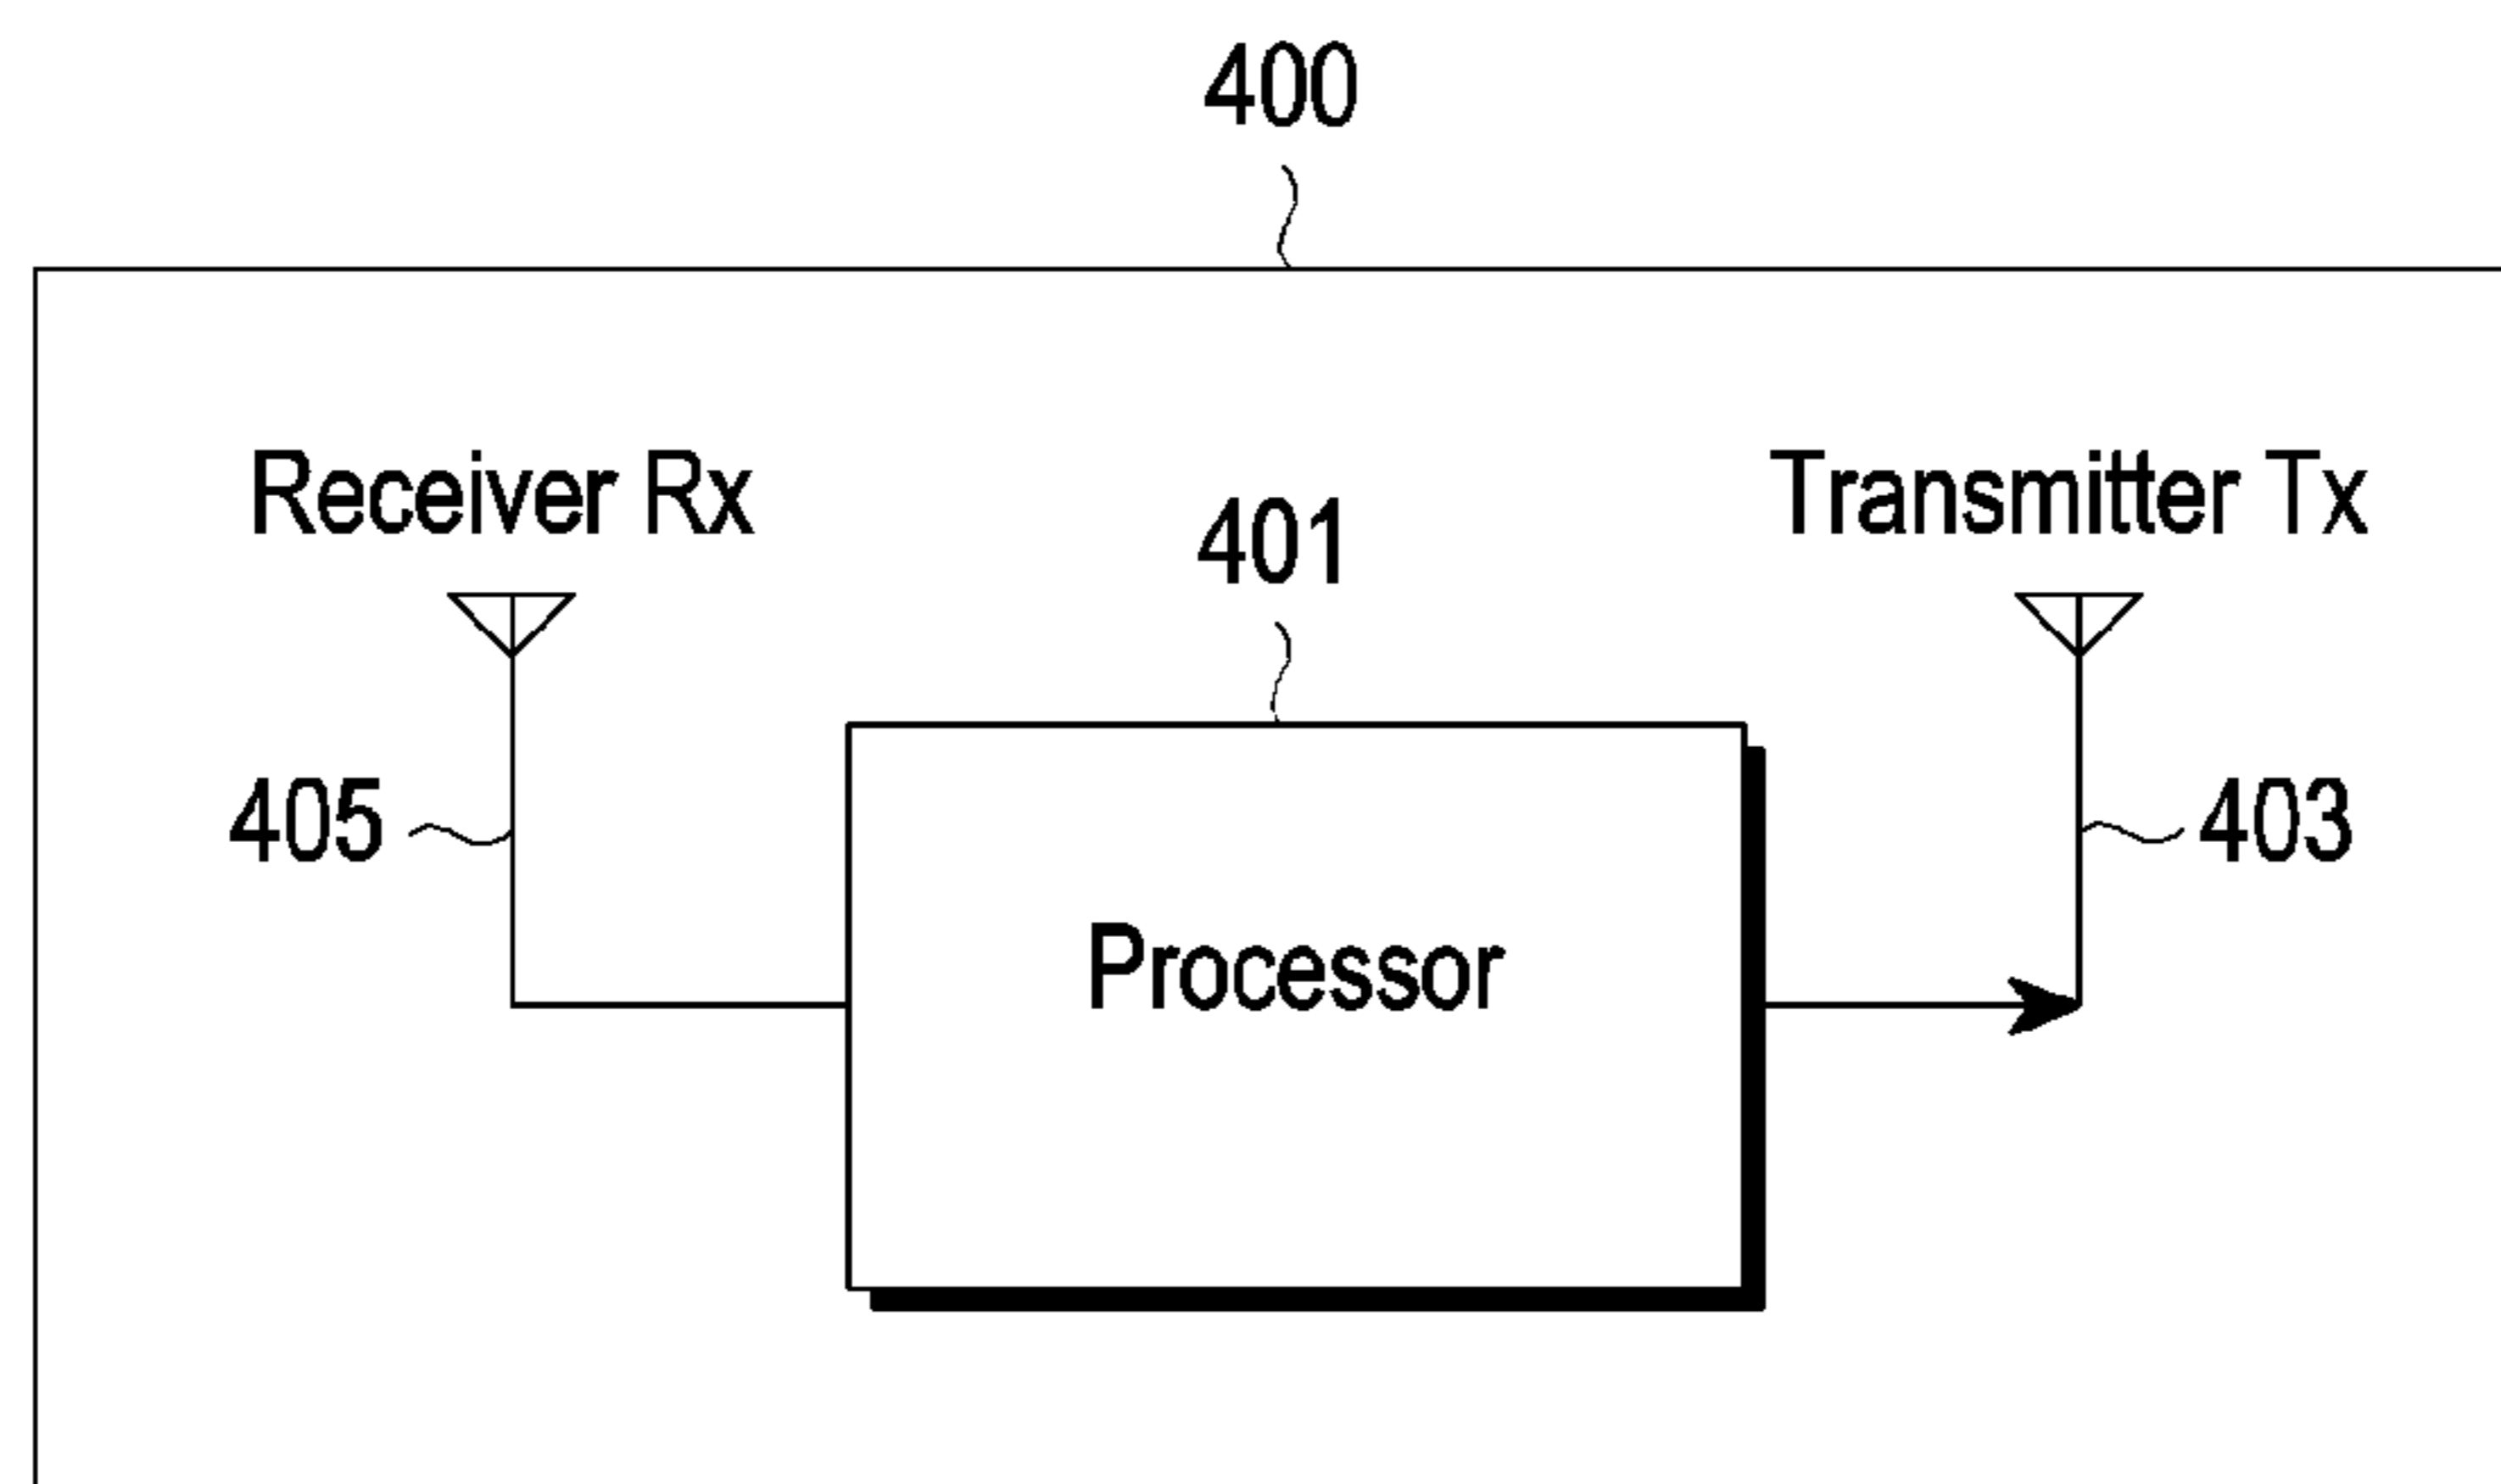 400
Receiver Rx
Transmitter Tx
401
405
403
Processor